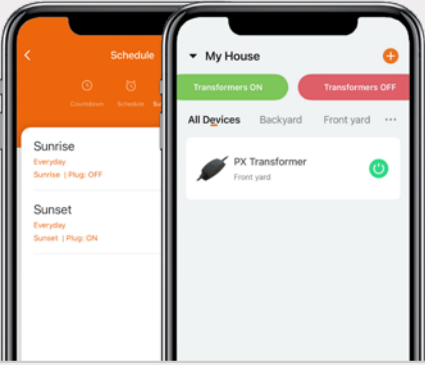 Schedule
Countdown
Schedule
Sunrise
Everyday
Sunrise | Plug: OFF
Sunset
Everyday
Sunset | Plug: ON
My House
Transformers ON
Transformers OFF
All Devices
Backyard
Front yard
PX Transformer
Front yard